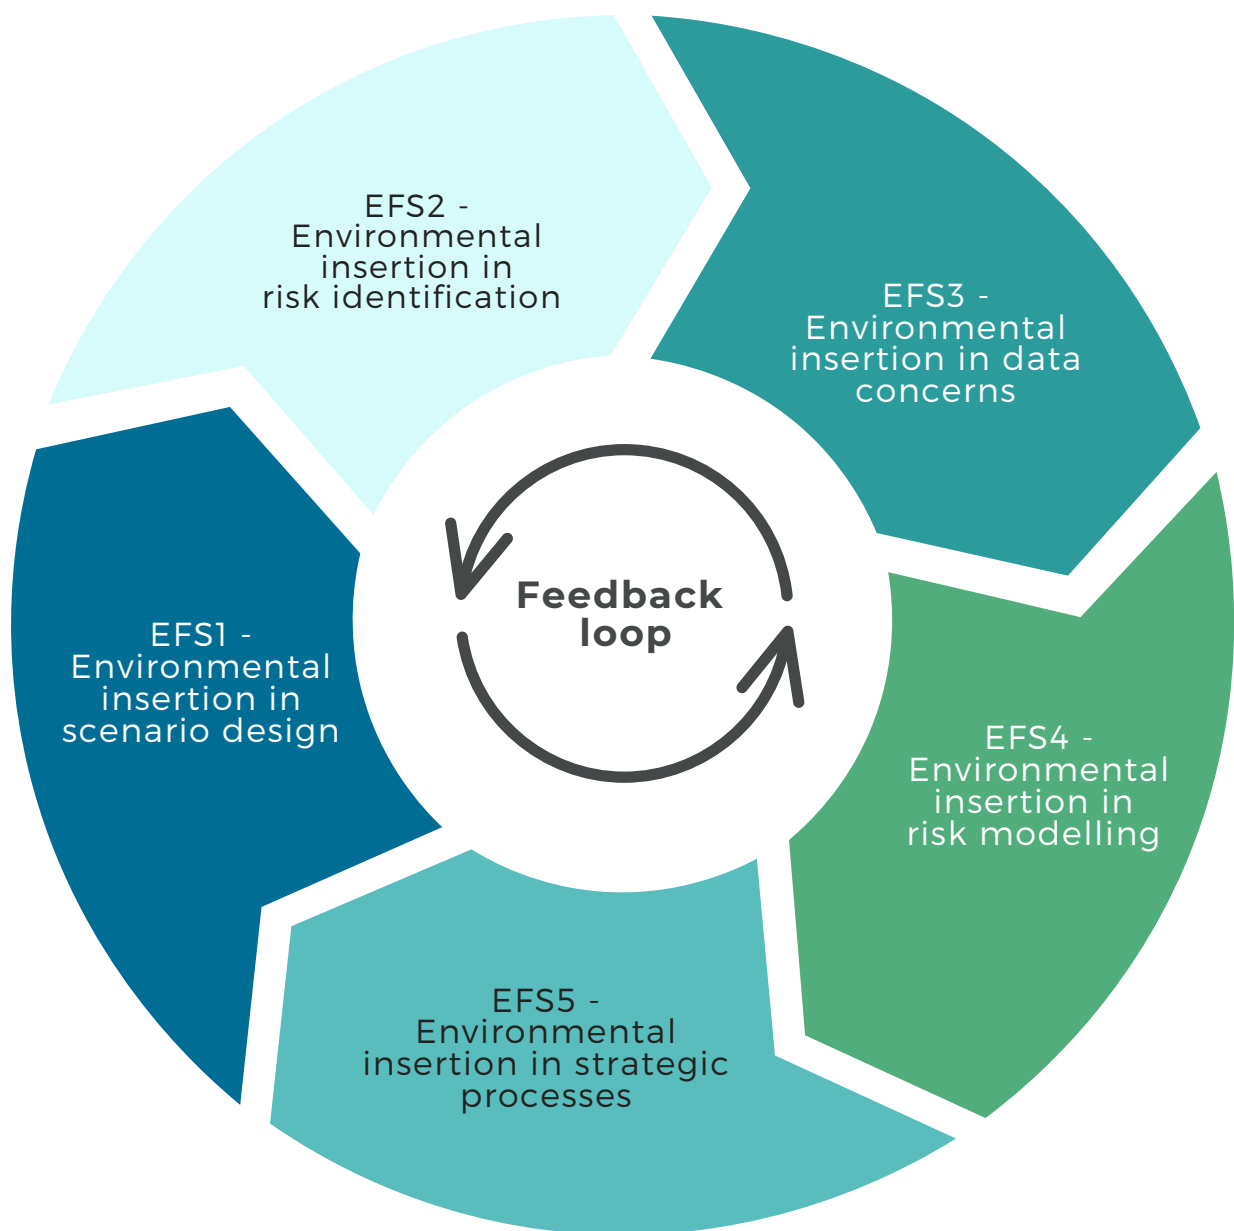 EFS1 -
Environmental
insertion in
scenario design
EFS2 -
Environmental
insertion in
risk identification
EFS3 -
Environmental
insertion in data
concerns
EFS4 -
Environmental
insertion in
risk modelling
EFS5 -
Environmental
insertion in strategic
processes
Feedback
loop